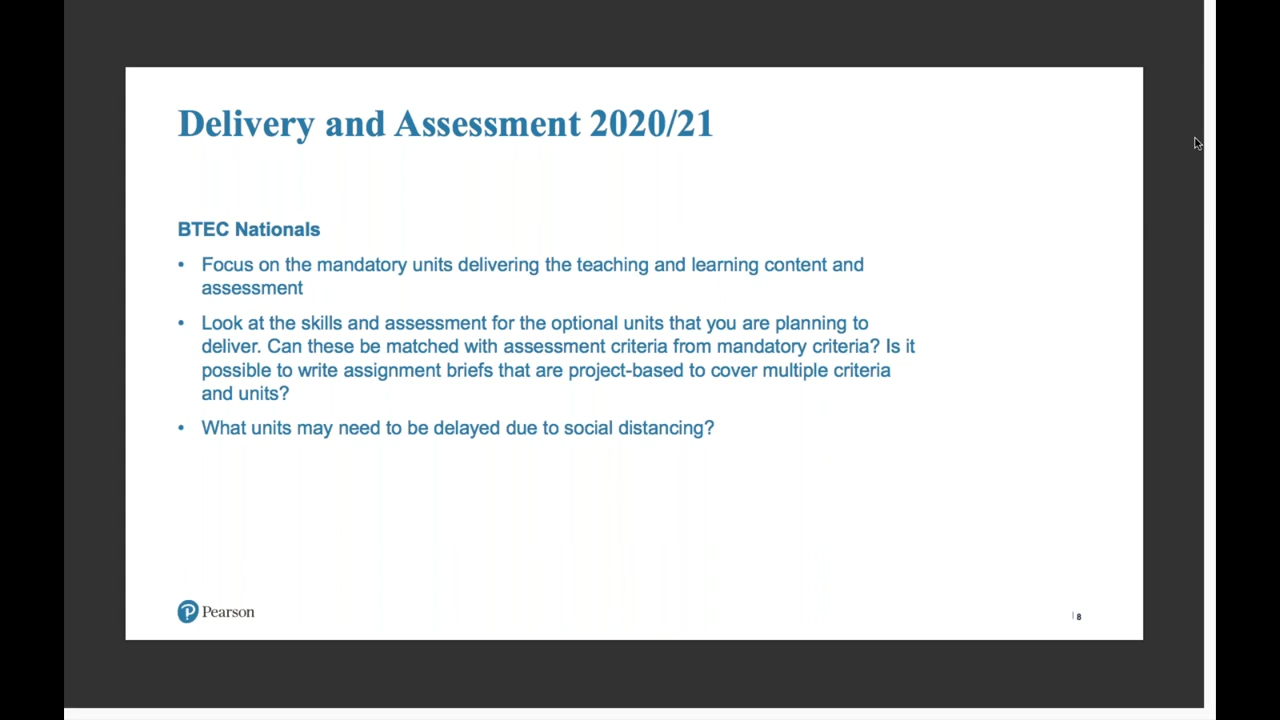 Delivery and Assessment 2020/21
BTEC Nationals
• Focus on the mandatory units delivering the teaching and learning content and
assessment
• Look at the skills and assessment for the optional units that you are planning to
deliver. Can these be matched with assessment criteria from mandatory criteria? Is it
possible to write assignment briefs that are project-based to cover multiple criteria
and units?
• What units may need to be delayed due to social distancing?
Pearson
| 8